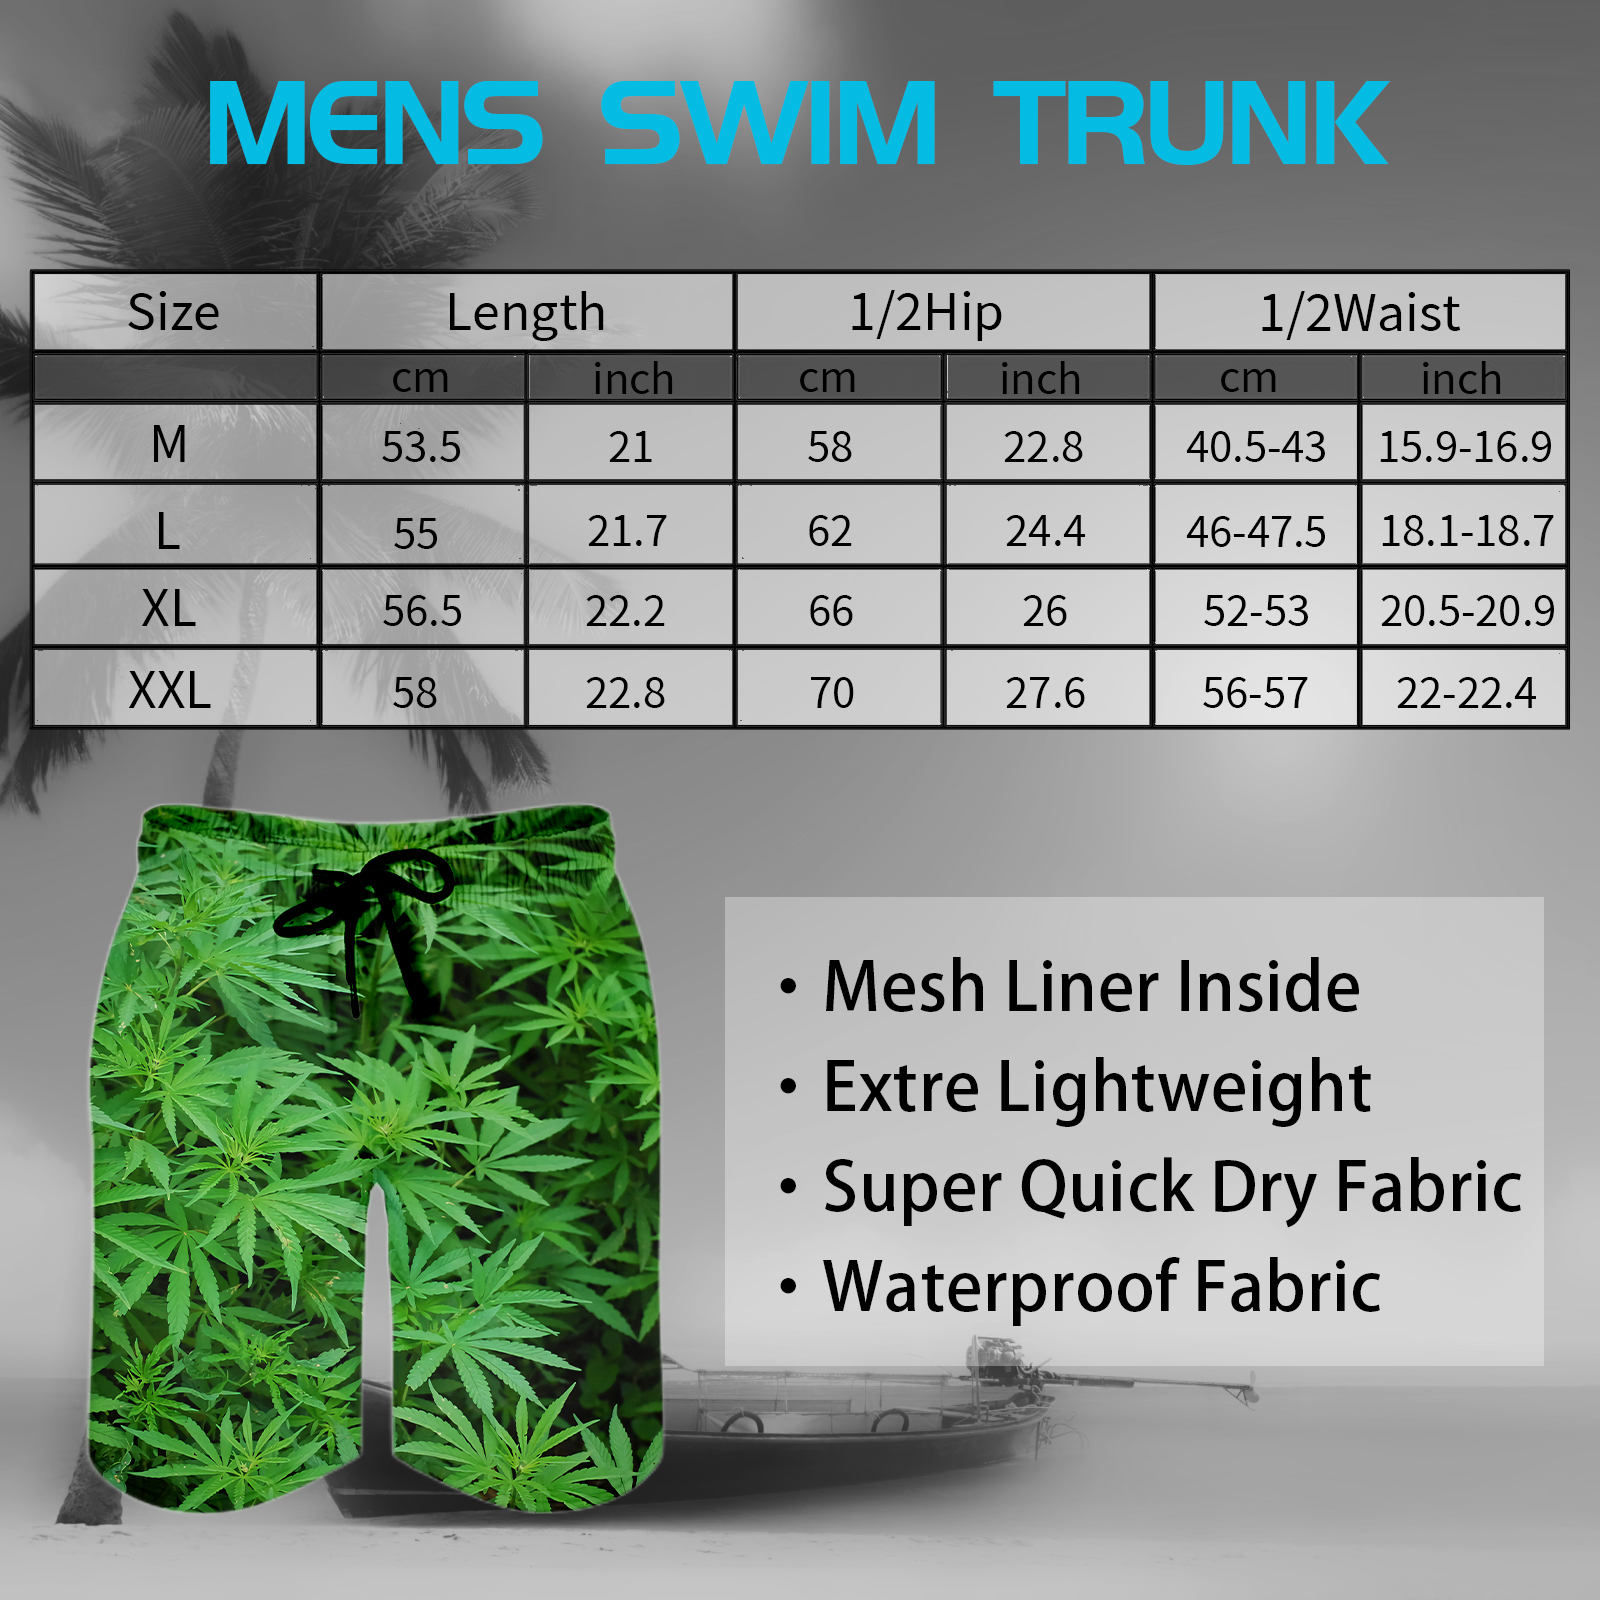 MENS SWIM TRUNK
Size Length 1/2Hip 1/2Waist
cm inch cm inch cm inch
M 53.5 21 58 22.8 40.5-43 15.9-16.9
L 55 21.7 62 24.4 46-47.5 18.1-18.7
XL 56.5 22.2 66 26 52-53 20.5-20.9
XXL 58 22.8 70 27.6 56-57 22-22.4
• Mesh Liner Inside
• Extre Lightweight
• Super Quick Dry Fabric
• Waterproof Fabric